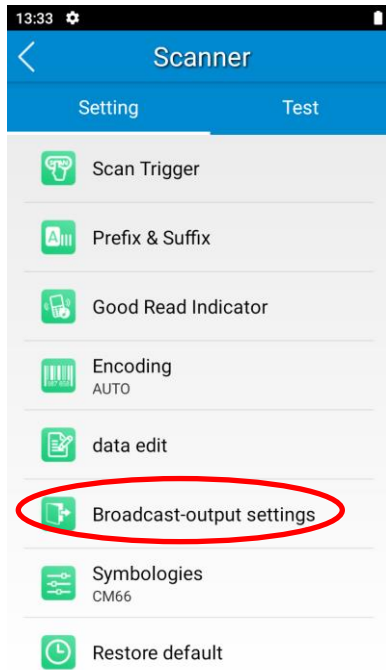 13:33
Scanner
Setting Test
Scan Trigger
Prefix & Suffix
Good Read Indicator
Encoding
AUTO
data edit
Broadcast-output settings
Symbologies
CM66
Restore default